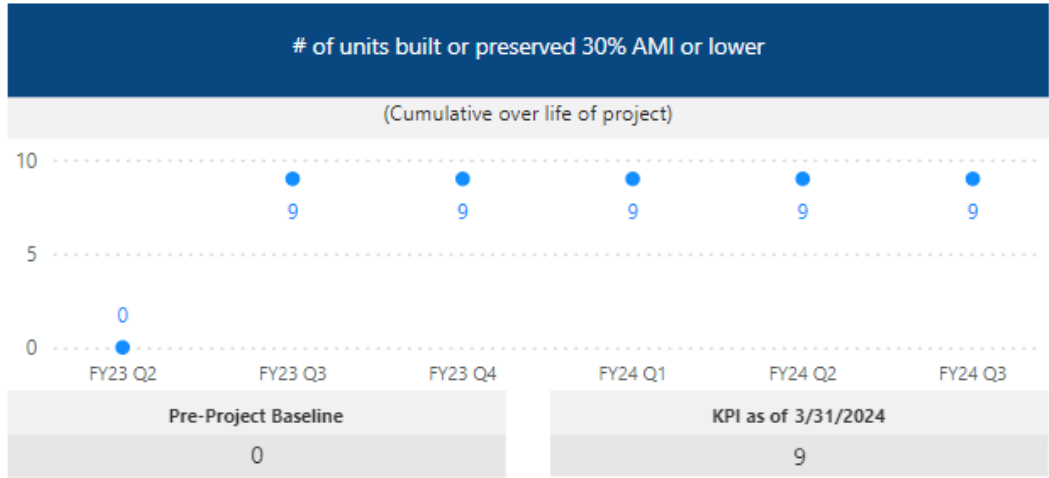 # of units built or preserved 30% AMI or lower
(Cumulative over life of project)
10
9 9 9 9 9
5
0
0
FY23 Q2 FY23 Q3 FY23 Q4 FY24 Q1 FY24 Q2 FY24 Q3
Pre-Project Baseline KPI as of 3/31/2024
0 9